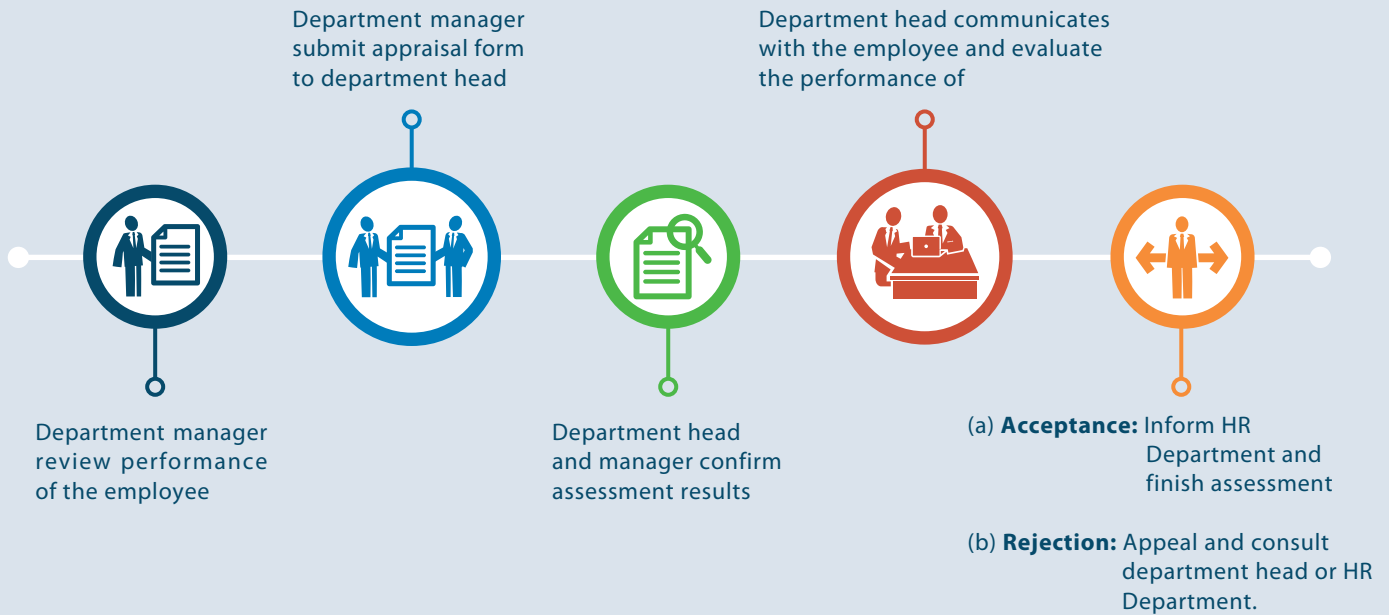 Department manager
submit appraisal form
to department head
Department head communicates
with the employee and evaluate
the performance of
Department manager
review performance
of the employee
Department head
and manager confirm
assessment results
(a) Acceptance: Inform HR
Department and
finish assessment
(b) Rejection: Appeal and consult
department head or HR
Department.